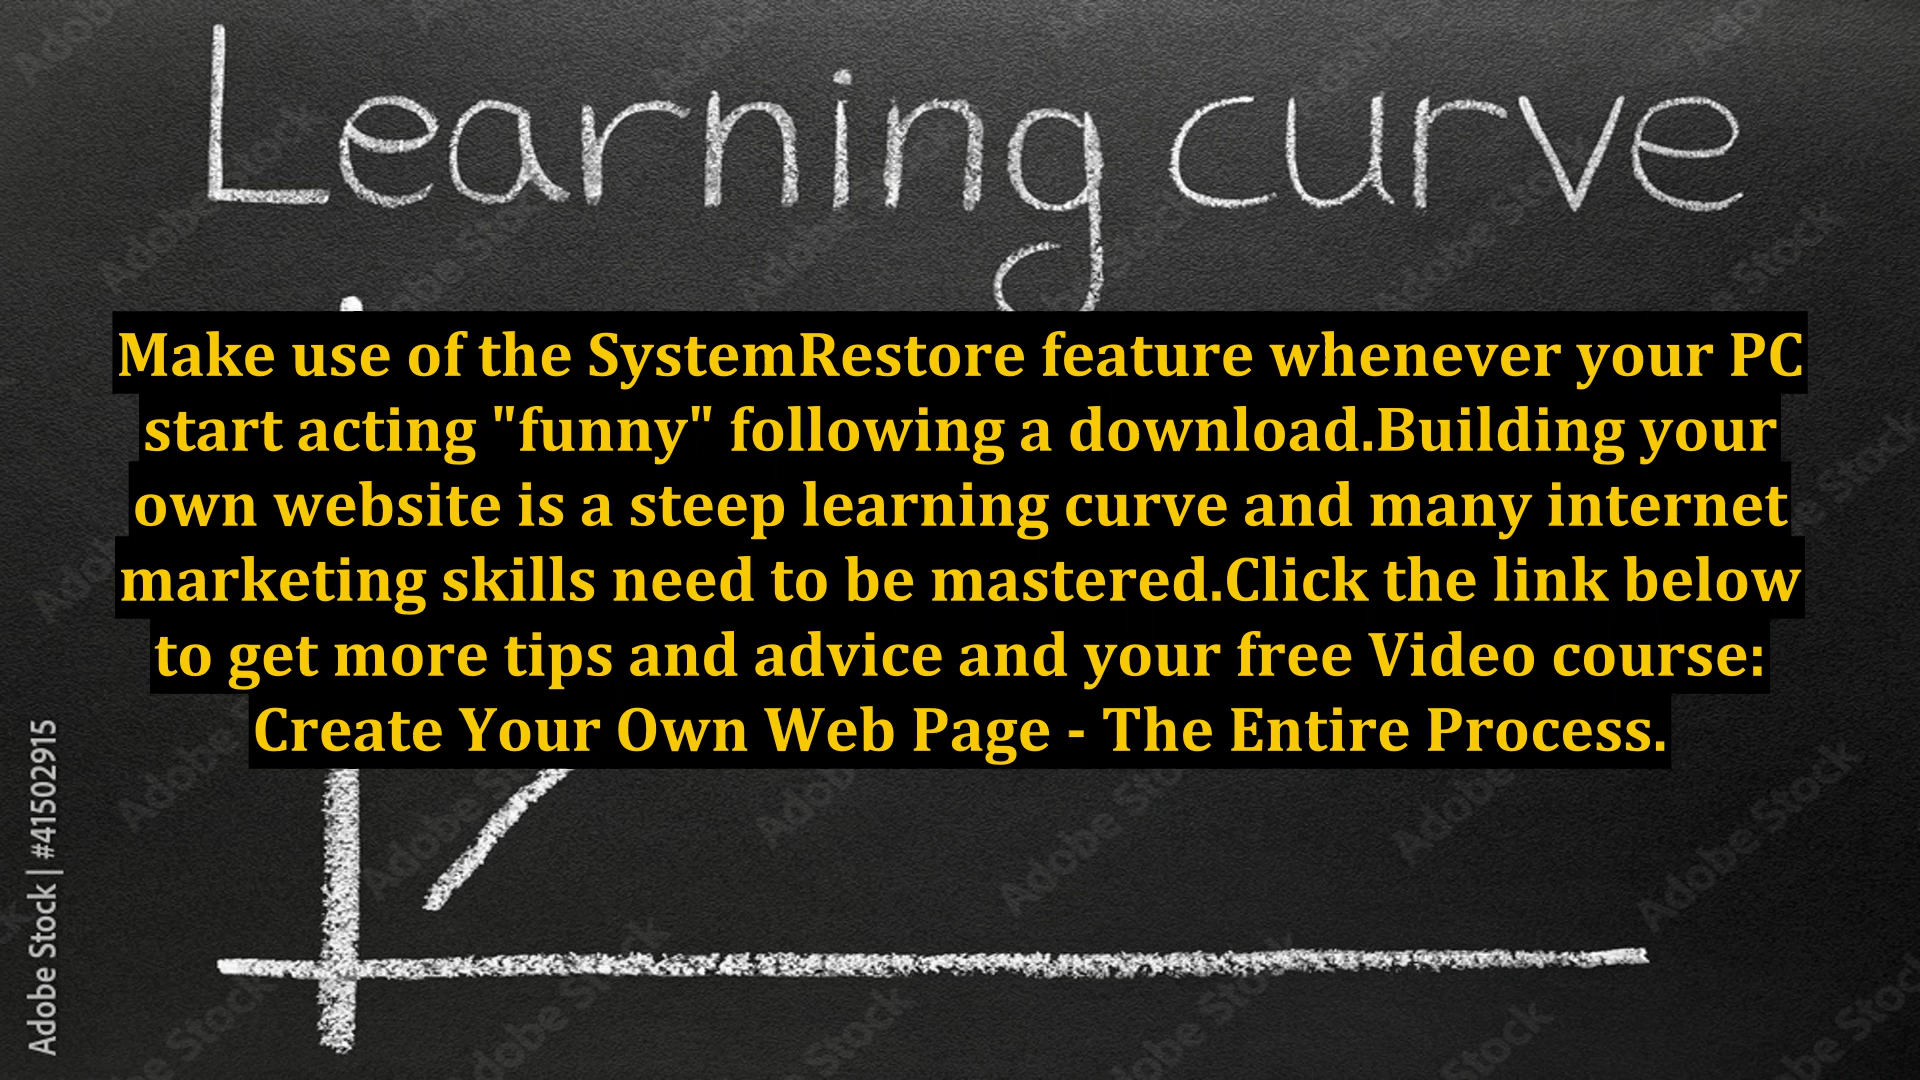 Learning curve
Make use of the SystemRestore feature whenever your PC
start acting "funny" following a download.Building your
own website is a steep learning curve and many internet
marketing skills need to be mastered.Click the link below
to get more tips and advice and your free Video course:
Create Your Own Web Page - The Entire Process.
Adobe Stock | #41502915